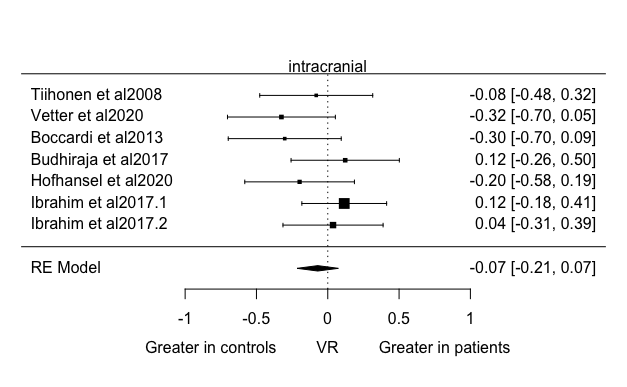 intracranial
Tiihonen et al2008 -0.08 [-0.48, 0.32]
Vetter et al2020 -0.32 [-0.70, 0.05]
Boccardi et al2013 -0.30 [-0.70, 0.09]
Budhiraja et al2017 0.12 [-0.26, 0.50]
Hofhansel et al2020 -0.20 [-0.58, 0.19]
Ibrahim et al2017.1 0.12 [-0.18, 0.41]
Ibrahim et al2017.2 0.04 [-0.31, 0.39]
RE Model -0.07 [-0.21, 0.07]
-1 -0.5 0 0.5 1
Greater in controls VR Greater in patients